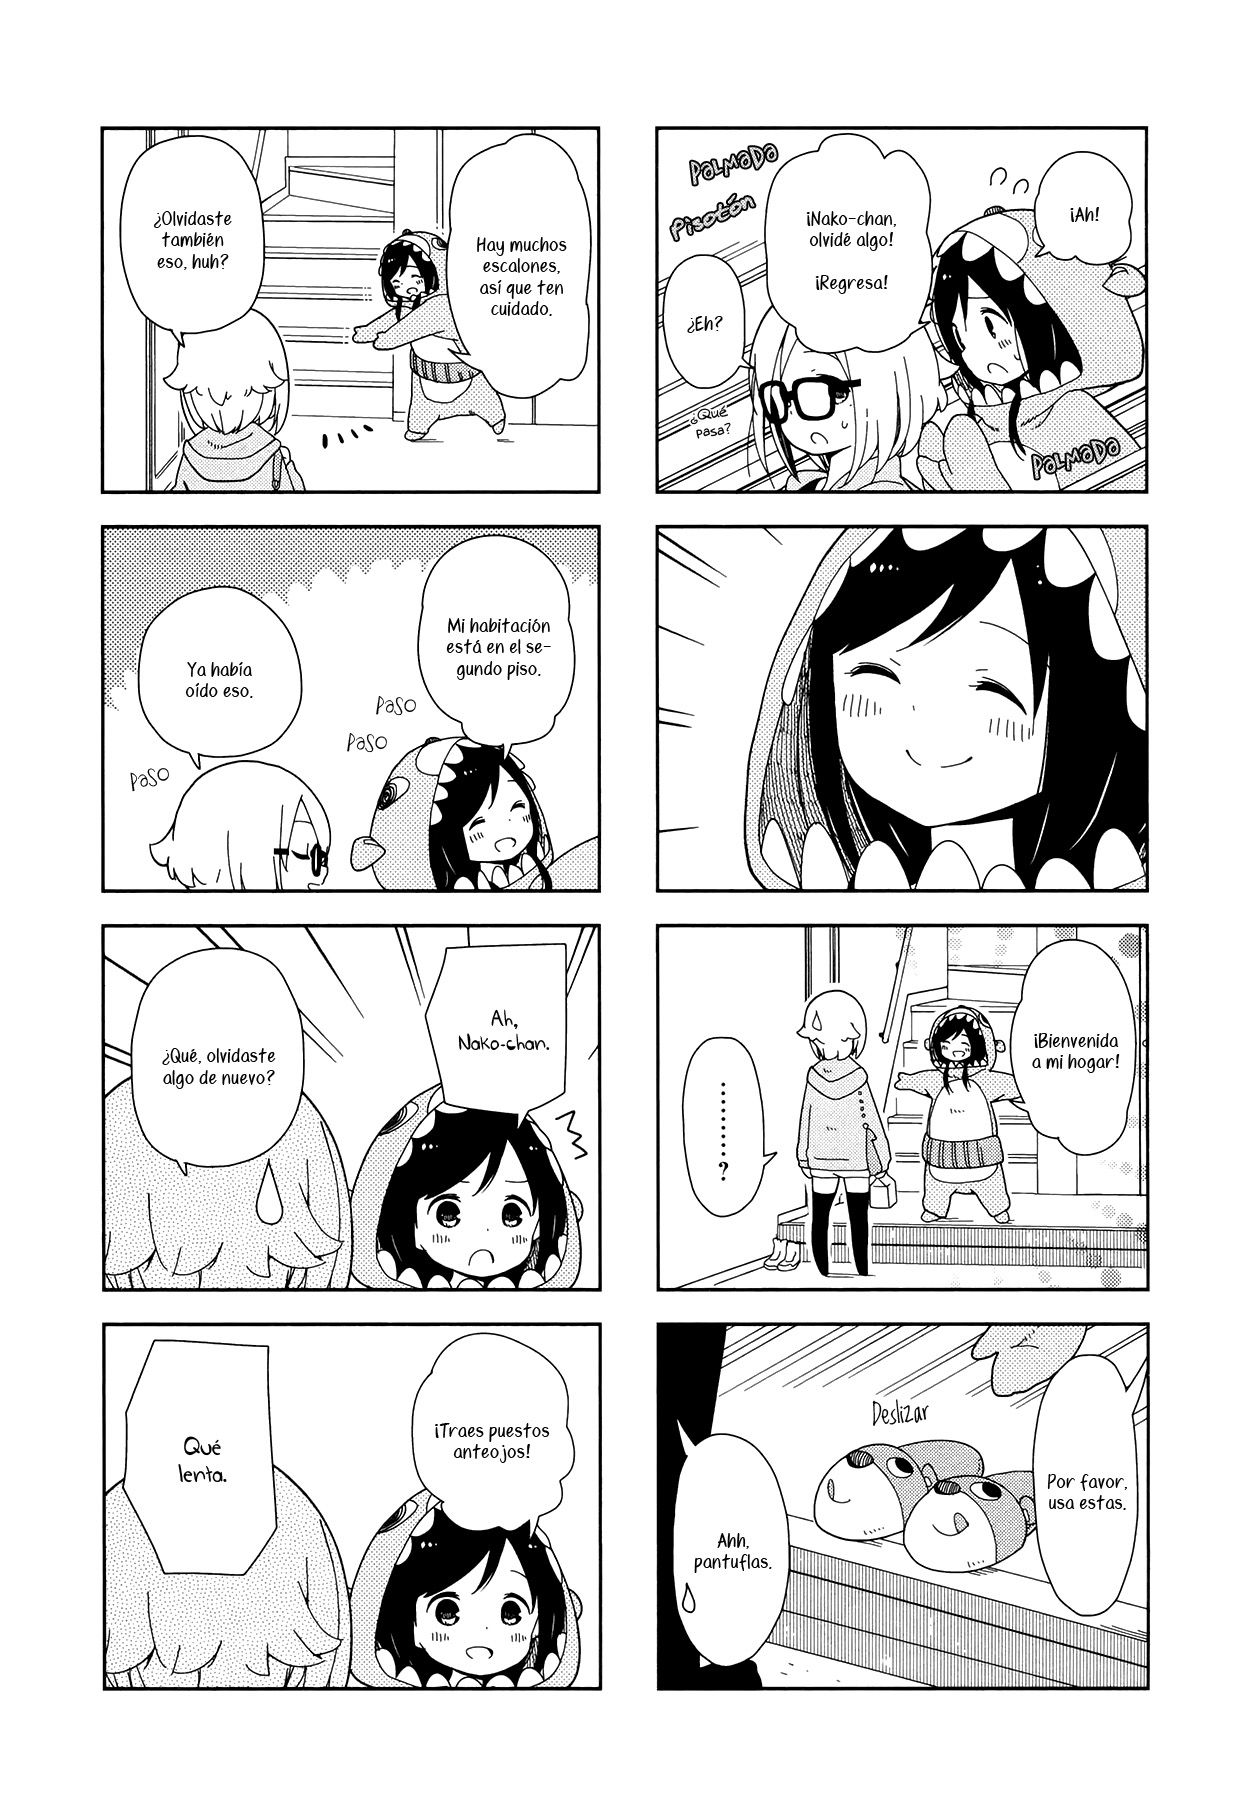 ¡Ah!
PALMADA
PISOTÓN
¡Nako-chan,
olvidé algo!
¡Regresa!
¿Eh?
¿Qué
pasa?
PALMADA
¡Bienvenida
a mi hogar!
.........?
Por favor,
usa estas.
Deslizar
Ahh,
pantuflas.
Hay muchos
escalones,
así que ten
cuidado.
¿Olvidaste
también
eso, huh?
Mi habitación
está en el se-
gundo piso.
PASO
PASO
Ya había
oído eso.
PASO
Ah,
Nako-chan.
¿Qué, olvidaste
algo de nuevo?
¡Traes puestos
anteojos!
Qué
lenta.